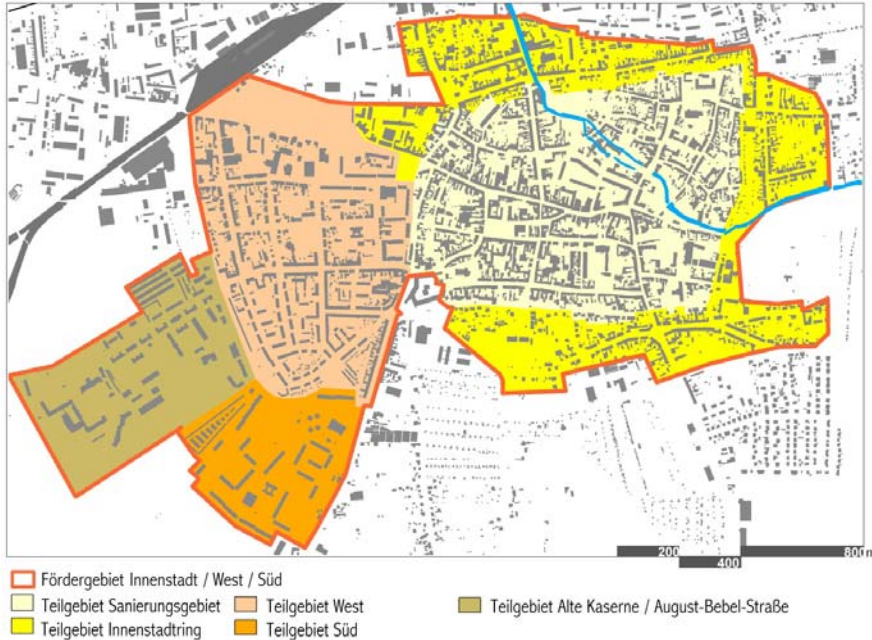 200
800 m
400
Fördergebiet Innenstadt / West / Süd
Teilgebiet Sanierungsgebiet
Teilgebiet West
Teilgebiet Alte Kaserne / August-Bebel-Straße
Teilgebiet Innenstadtring
Teilgebiet Süd